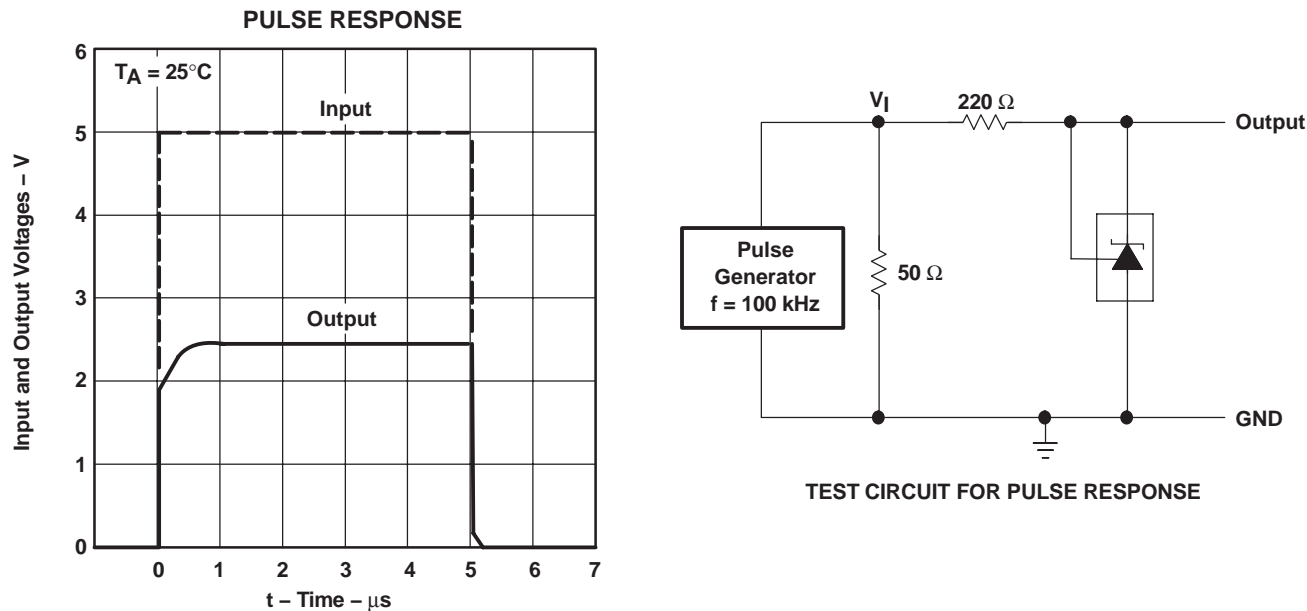 PULSE RESPONSE
Input and Output Voltages – V
6
5
4
3
2
1
0
TA = 25°C
Input
Output
0 1 2 3 4 5 6 7
t – Time – μs
VI
220 Ω
Output
Pulse
Generator
f = 100 kHz
50 Ω
GND
TEST CIRCUIT FOR PULSE RESPONSE